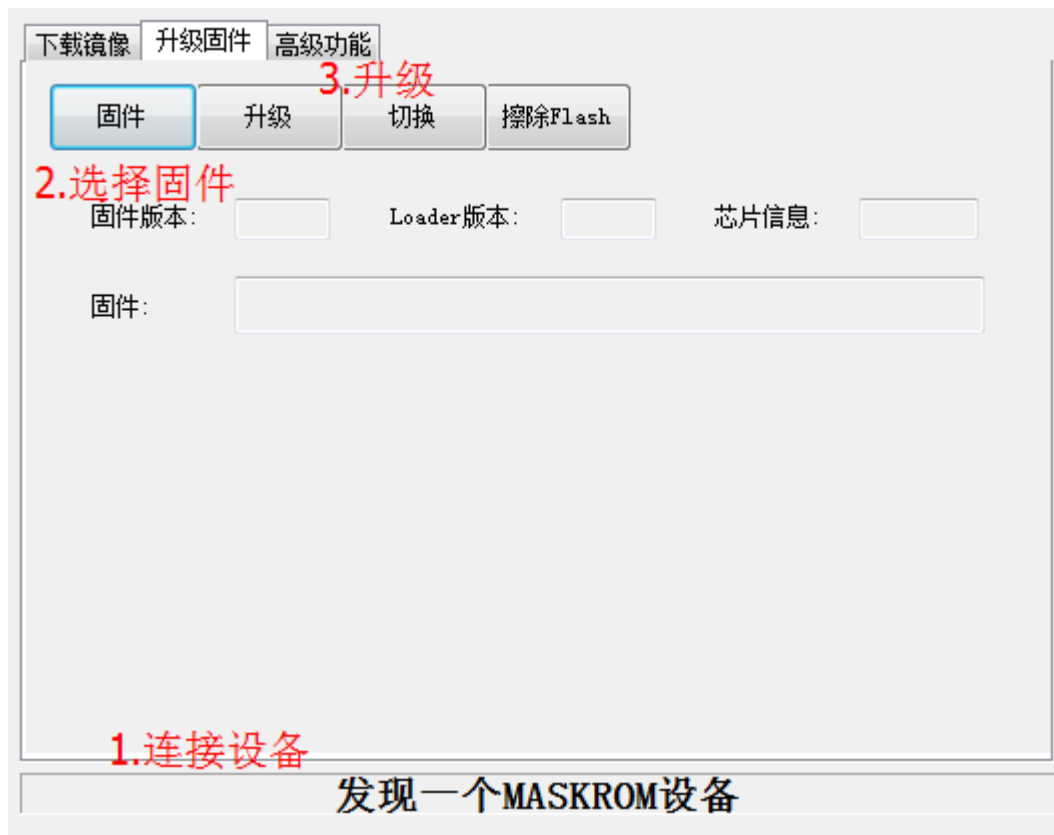 下载镜像 升级固件 高级功能
3.升级
固件 升级 切换 擦除Flash
2.选择固件
固件版本: Loader版本: 芯片信息:
固件:
1.连接设备
发现一个MASKROM设备